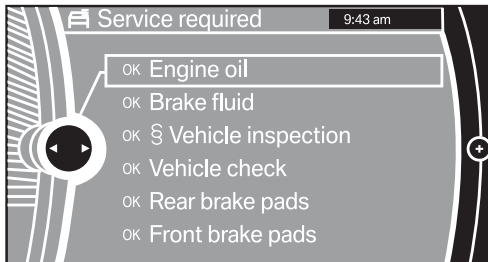 Service required 9:43 am
OK Engine oil
OK Brake fluid
OK § Vehicle inspection
OK Vehicle check
OK Rear brake pads
OK Front brake pads